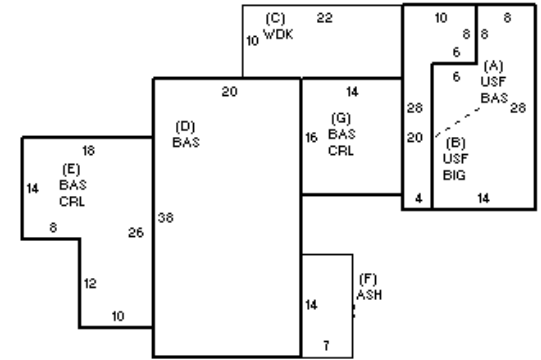 (C)
WDK
22
10
10
8
8
8
6
6
(A)
USF
BAS
28
28
20
(B)
USF
BIG
4
14
20
(D)
BAS
38
14
(G)
BAS
CRL
16
18
(E)
BAS
CRL
14
8
26
12
10
14
(F)
ASH
7